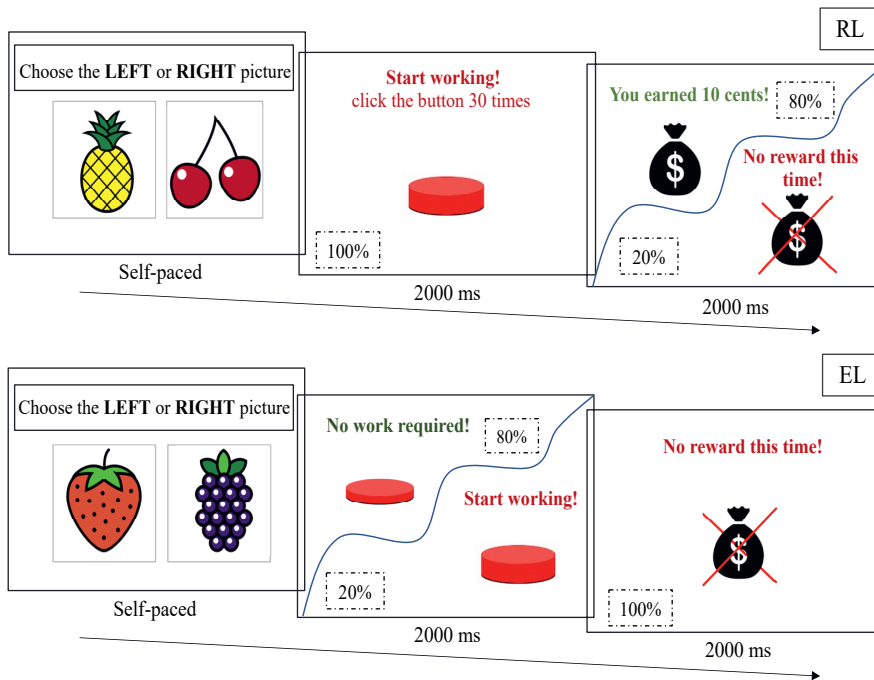 RL
Choose the LEFT or RIGHT picture
Self-paced
Start working!
click the button 30 times
100%
2000 ms
You earned 10 cents!
80%
$
No reward this
time!
$
20%
2000 ms
EL
Choose the LEFT or RIGHT picture
Self-paced
No work required!
80%
Start working!
20%
2000 ms
No reward this time!
$
100%
2000 ms